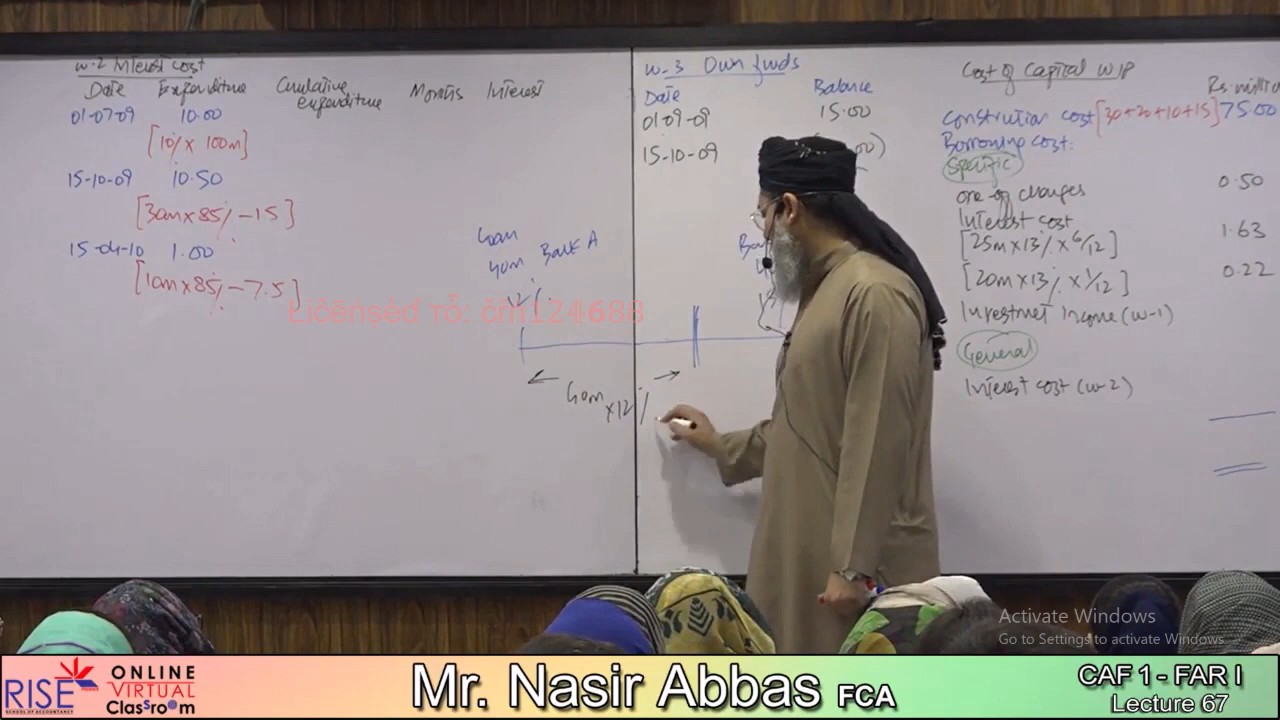 w-2 Interest cost
Date Expenditure Cumulative expenditure Months Interest
01-07-09 10.00
[10% x 100m]
15-10-09 10.50
[30m x 85% - 15]
15-04-10 1.00
[10m x 85% - 7.5]
40m Bank A
12%
40m x12%
w-3 Own funds
Date Balance
01-09-09 15.00
15-10-09
Cost of Capital WIP
Rs. million
Construction cost [30+20+10+15] 75.00
Borrowing cost:
Specific
one of charges 0.50
Interest cost
[25m x 13% x 6/12] 1.63
[20m x 13% x 1/12] 0.22
Investment income (w-1)
General
Interest cost (w-2)
Licensed to: cm124688
Activate Windows
Go to Settings to activate Windows.
RISE
SCHOOL OF ACCOUNTANCY
ONLINE
VIRTUAL
Classro@m
Mr. Nasir Abbas FCA
CAF 1 - FAR I
Lecture 67